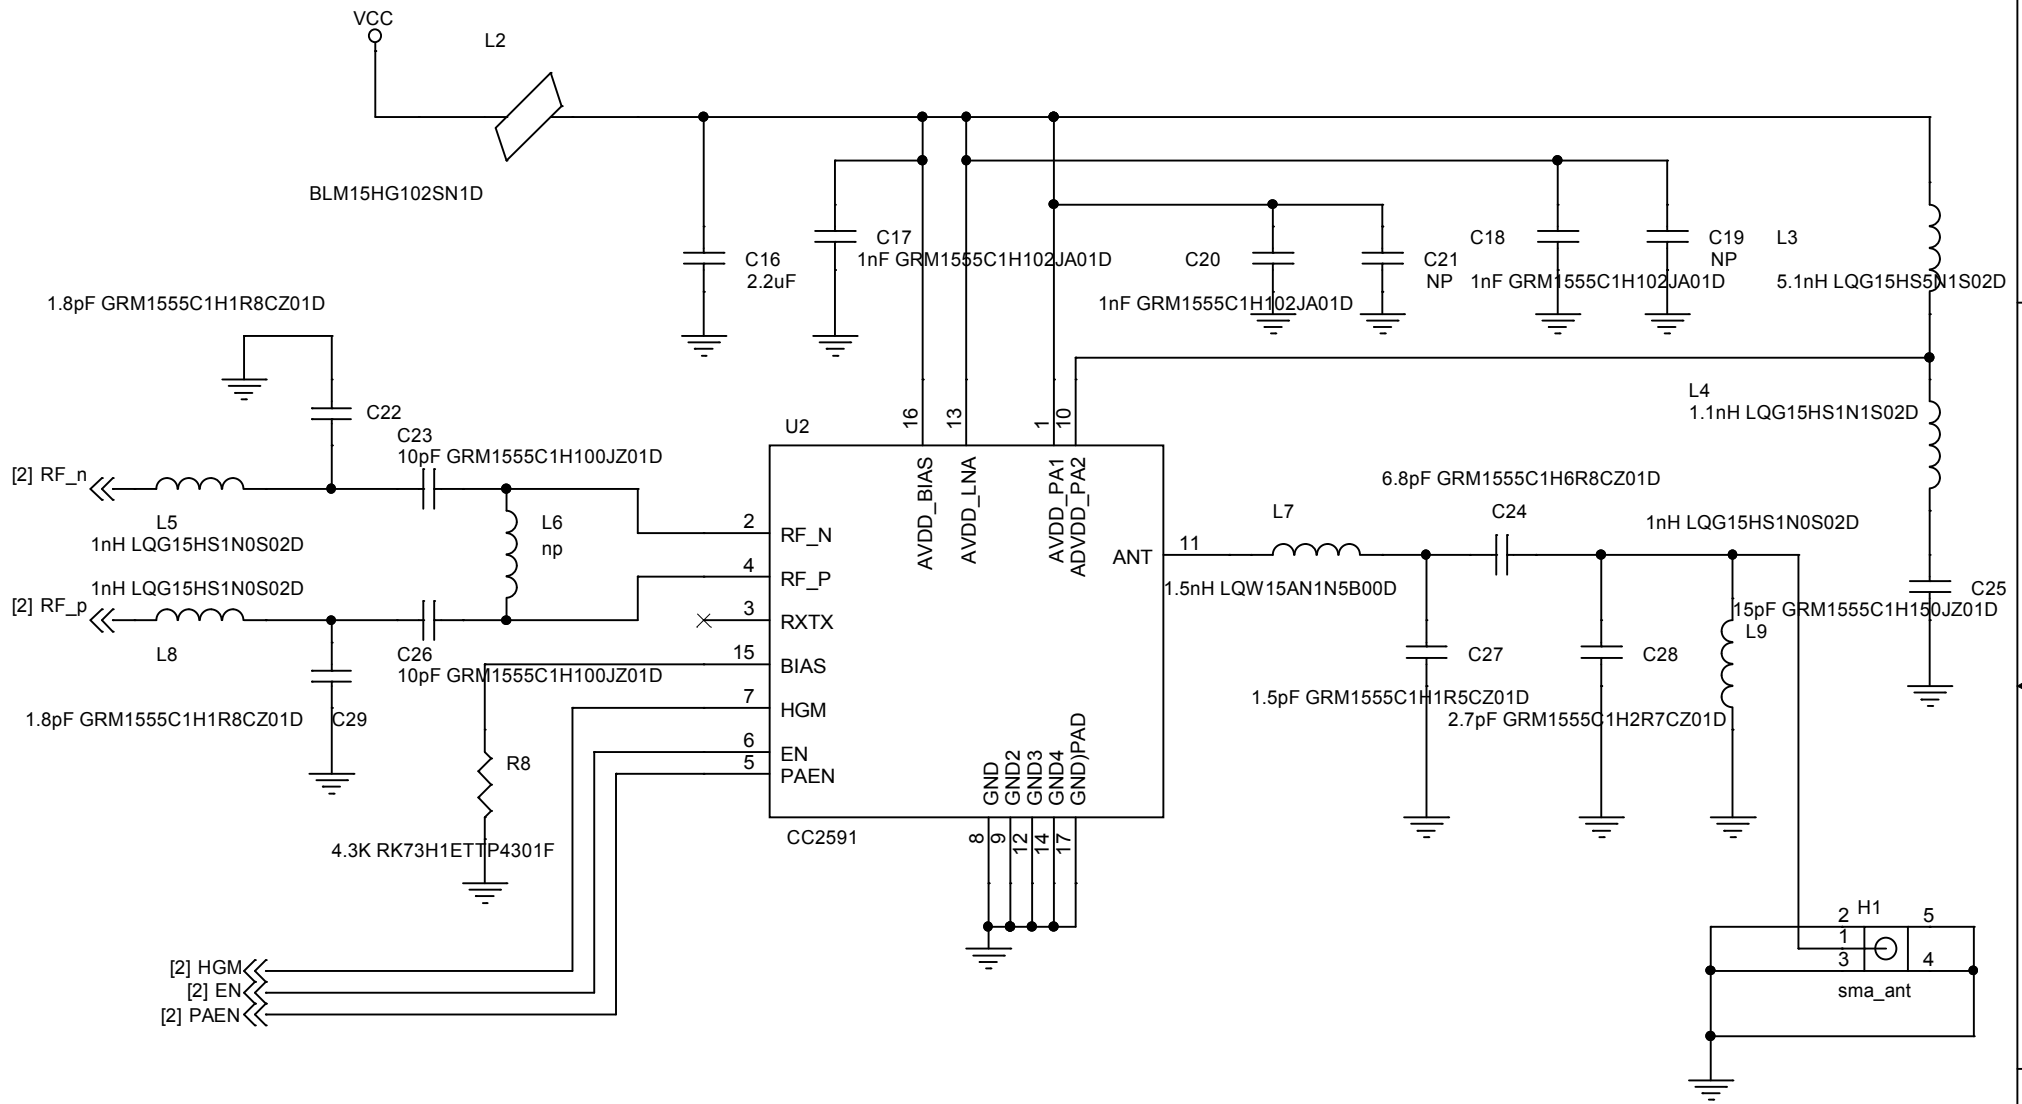 VCC
L2
BLM15HG102SN1D
C16
2.2uF
C17
1nF GRM1555C1H102JA01D
C20
1nF GRM1555C1H102JA01D
C21
NP
C18
1nF GRM1555C1H102JA01D
C19
NP
L3
5.1nH LQG15HS5N1S02D
1.8pF GRM1555C1H1R8CZ01D
C22
C23
10pF GRM1555C1H100JZ01D
[2] RF_n
L5
1nH LQG15HS1N0S02D
L6
np
1nH LQG15HS1N0S02D
[2] RF_p
L8
C26
10pF GRM1555C1H100JZ01D
1.8pF GRM1555C1H1R8CZ01D
C29
R8
4.3K RK73H1ETTP4301F
[2] HGM
[2] EN
[2] PAEN
U2
16
13
1
10
AVDD_BIAS
AVDD_LNA
AVDD_PA1
ADVDD_PA2
2
RF_N
4
RF_P
3
RXTX
15
BIAS
7
HGM
6
EN
5
PAEN
ANT
11
GND
GND2
GND3
GND4
GND)PAD
8
9
12
14
17
CC2591
L4
1.1nH LQG15HS1N1S02D
6.8pF GRM1555C1H6R8CZ01D
L7
C24
1nH LQG15HS1N0S02D
1.5nH LQW15AN1N5B00D
C25
15pF GRM1555C1H150JZ01D
L9
C27
C28
1.5pF GRM1555C1H1R5CZ01D
2.7pF GRM1555C1H2R7CZ01D
2
H1
5
1
3
4
sma_ant